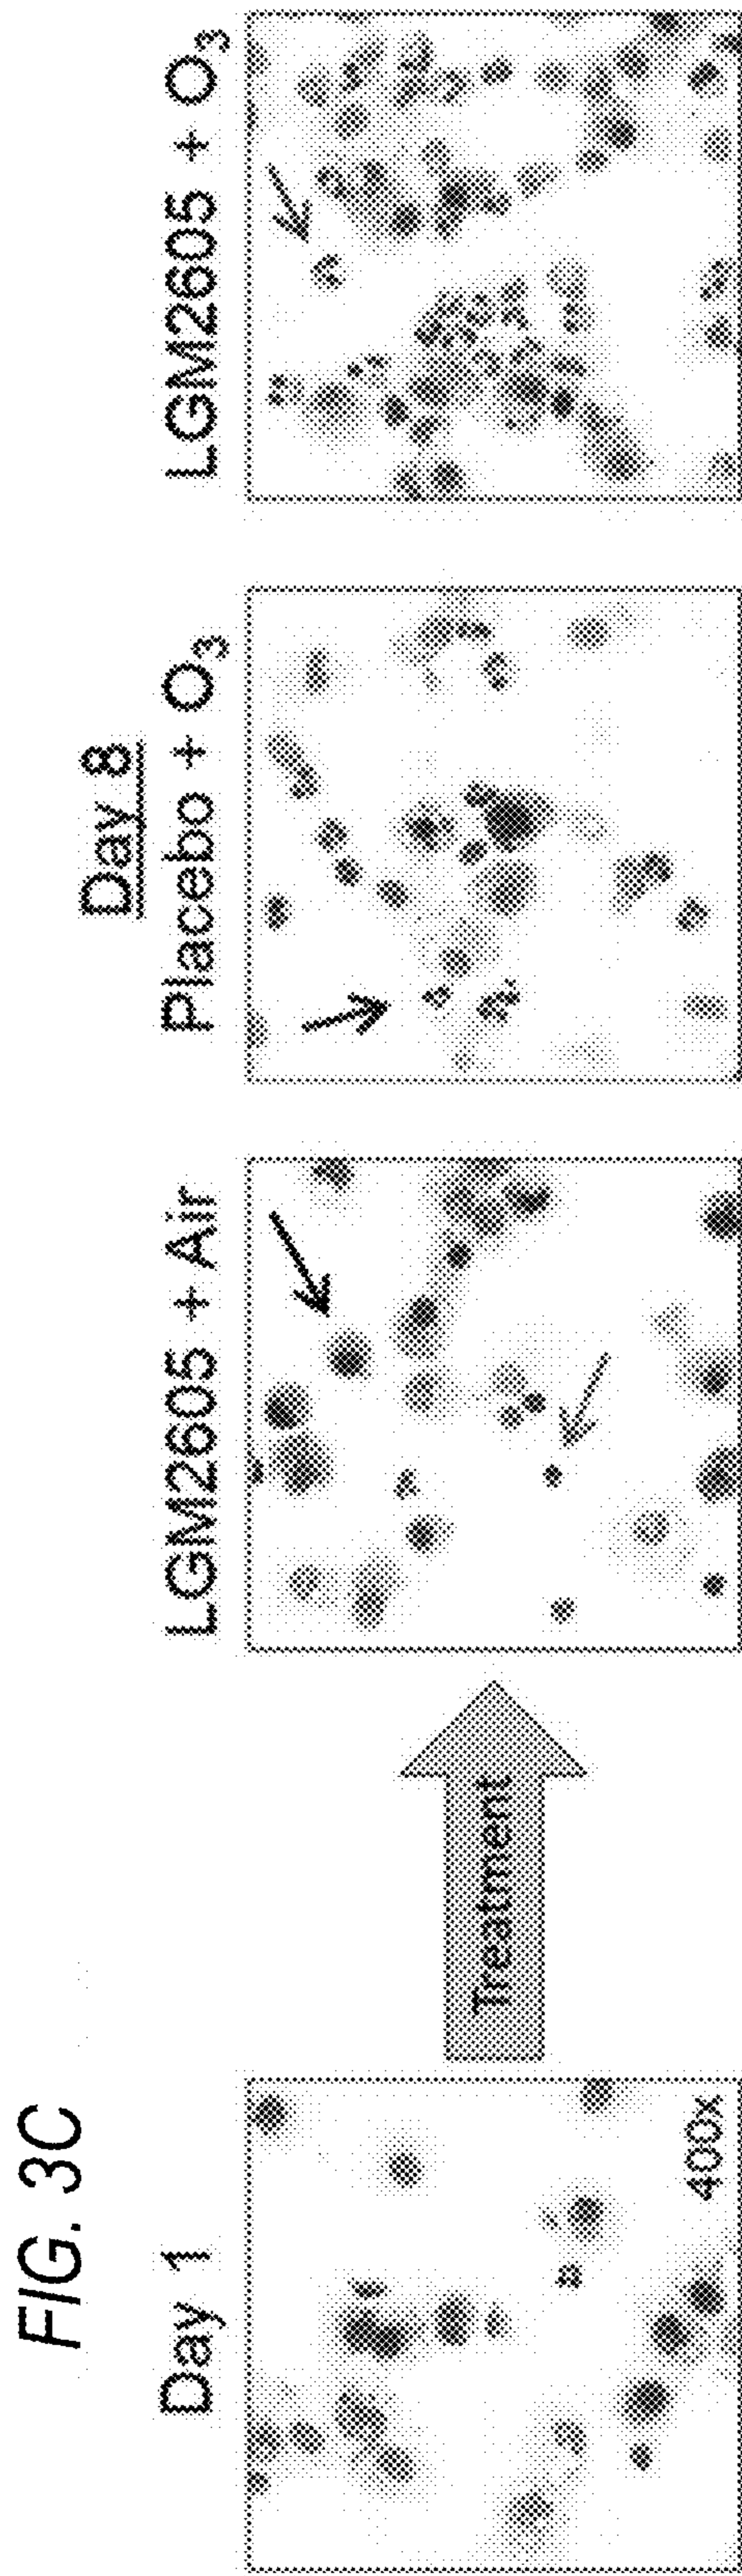 FIG. 3C
Day 1
400x
Treatment
Day 8
LGM2605 + Air
Placebo + O₃
LGM2605 + O₃